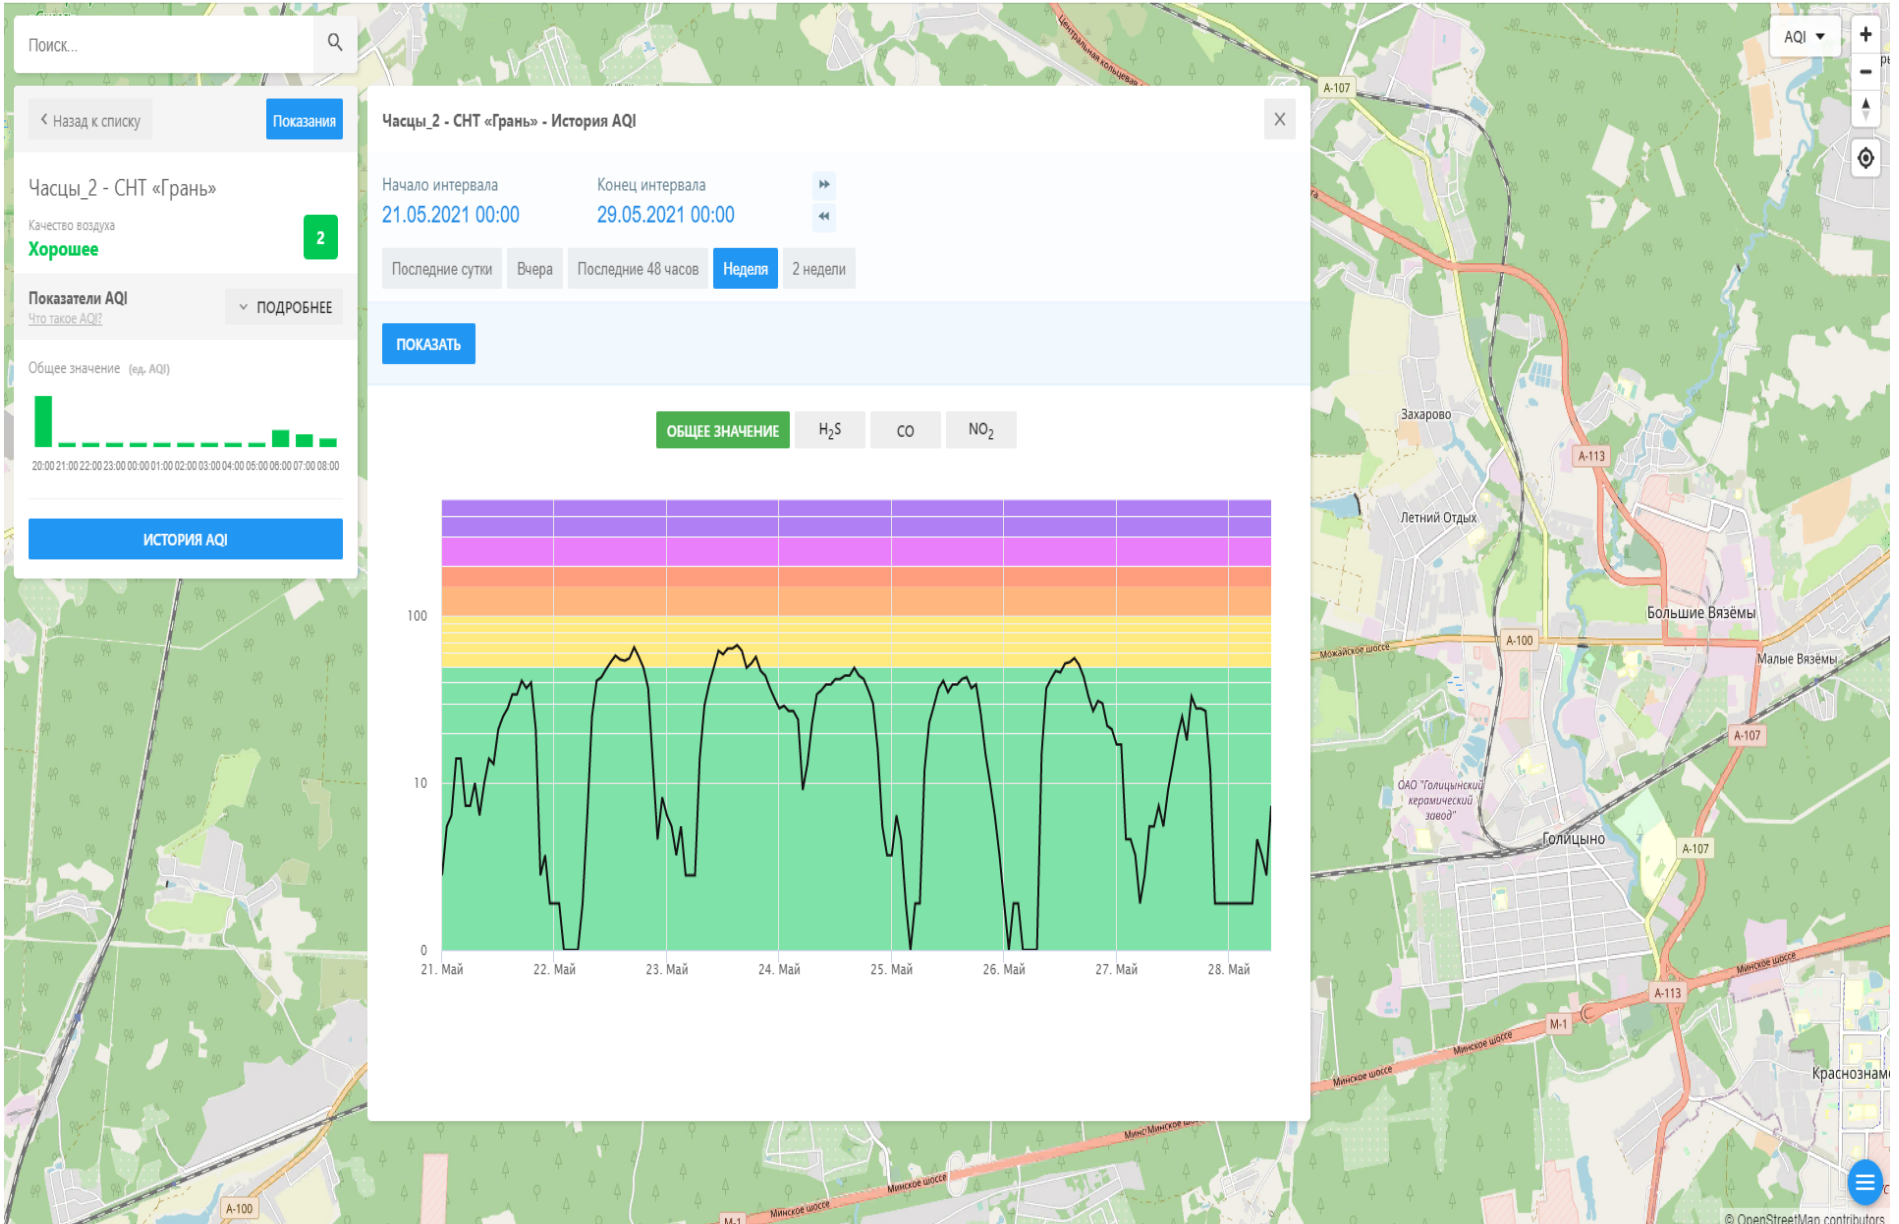 Поиск...
Назад к списку
Показания
Часцы_2 - СНТ «Грань»
Качество воздуха
Хорошее
2
Показатели AQI
Что такое AQI?
ПОДРОБНЕЕ
Общее значение (ед. AQI)
20:00 21:00 22:00 23:00 00:00 01:00 02:00 03:00 04:00 05:00 06:00 07:00 08:00
ИСТОРИЯ AQI
Часцы_2 - СНТ «Грань» - История AQI
X
Начало интервала
21.05.2021 00:00
Конец интервала
29.05.2021 00:00
Последние сутки
Вчера
Последние 48 часов
Неделя
2 недели
ПОКАЗАТЬ
ОБЩЕЕ ЗНАЧЕНИЕ
H₂S
CO
NO₂
100
10
0
21. Май
22. Май
23. Май
24. Май
25. Май
26. Май
27. Май
28. Май
AQI
+
−
Центральная кольцевая
А-107
Захарово
А-113
Летний Отдых
Большие Вязёмы
А-100
Можайское шоссе
Малые Вязёмы
А-107
ОАО "Голицынский
керамический
завод"
Голицыно
А-107
Минское шоссе
А-113
М-1
Минское шоссе
Минское шоссе
Краснознам
Минское шоссе
Минское шоссе
Минское шоссе
М-1
А-100
© OpenStreetMap contributors